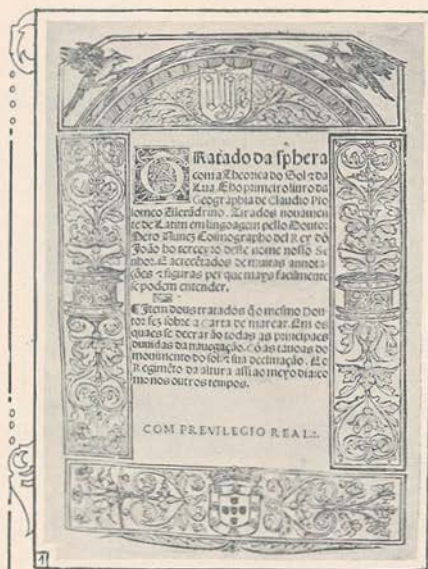 TRatado da sphera
com a Theorica do Sol ⁊ da
Lua. E ho primeiro liuro da
Geographia de Claudio Pto
lomeo Alexãdrino. Tirados nouamen
te de Latim em lingoagem pello Doutor
Pero Nunez Cosmographo del Rey dõ
João ho terceyro deste nome nosso Se
nhor. E acrecẽtados de muitas annota
ções ⁊ figuras per que mays facilmente
se podem entender.
¶ Item dous tratados q̃ o mesmo Dou
tor fez sobre a carta de marear. Em os
quaes se decrarão todas as principaes
duuidas da nauegação. Cõ as tauoas do
mouimento do sol: ⁊ sua declinação. E o
Regimẽto da altura assi ao meyo dia: co
mo nos outros tempos.
COM PREVILEGIO REAL.
1